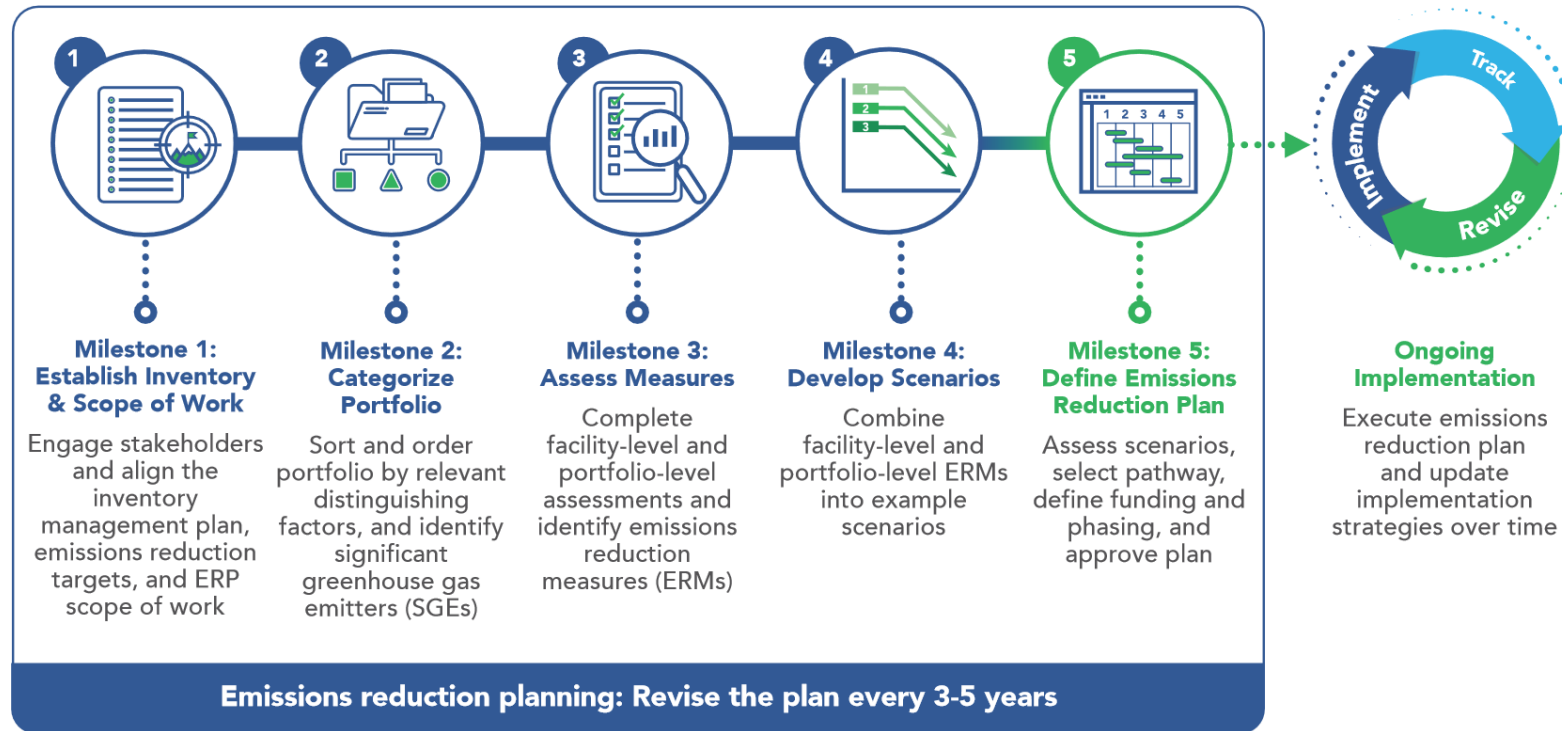 1
2
3
4
5
1
2
3
1 2 3 4 5
Implement
Track
Revise
Milestone 1:
Establish Inventory
& Scope of Work
Engage stakeholders
and align the
inventory
management plan,
emissions reduction
targets, and ERP
scope of work
Milestone 2:
Categorize
Portfolio
Sort and order
portfolio by relevant
distinguishing
factors, and identify
significant
greenhouse gas
emitters (SGEs)
Milestone 3:
Assess Measures
Complete
facility-level and
portfolio-level
assessments and
identify emissions
reduction
measures (ERMs)
Milestone 4:
Develop Scenarios
Combine
facility-level and
portfolio-level ERMs
into example
scenarios
Milestone 5:
Define Emissions
Reduction Plan
Assess scenarios,
select pathway,
define funding and
phasing, and
approve plan
Ongoing
Implementation
Execute emissions
reduction plan
and update
implementation
strategies over time
Emissions reduction planning: Revise the plan every 3-5 years